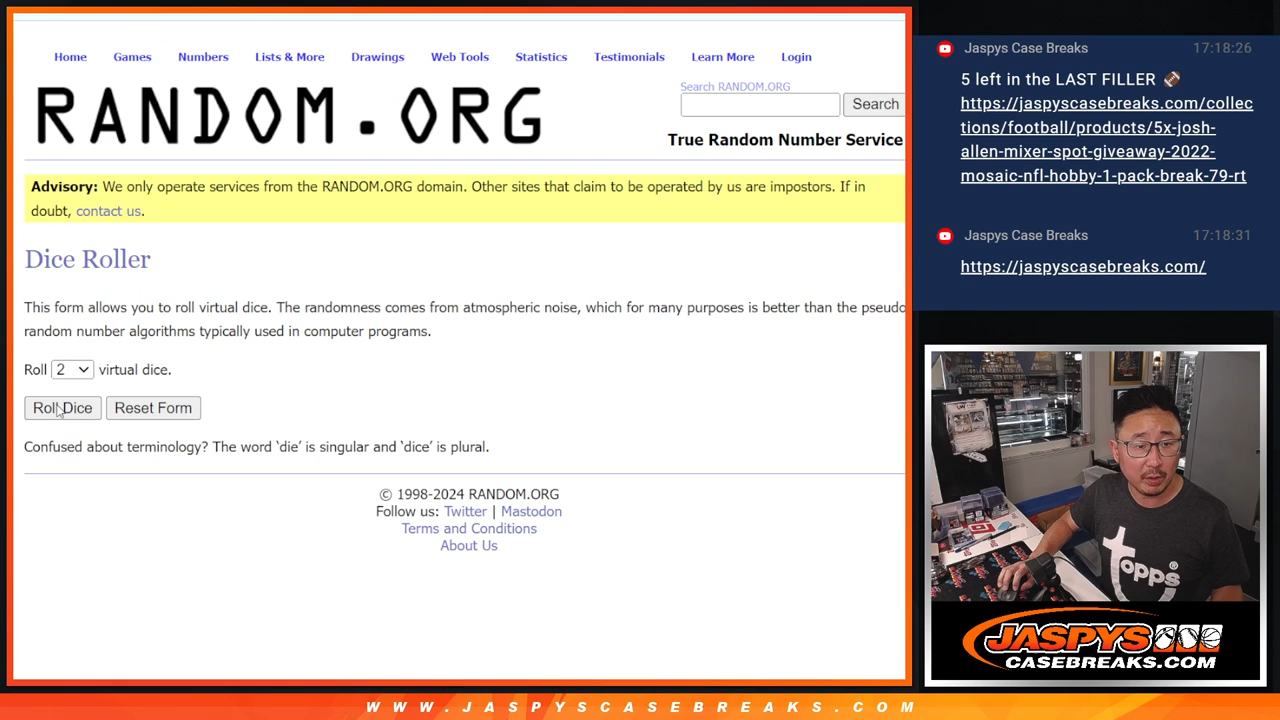 Home Games Numbers Lists & More Drawings Web Tools Statistics Testimonials Learn More Login
RANDOM.ORG
Search RANDOM.ORG
Search
True Random Number Service
Advisory: We only operate services from the RANDOM.ORG domain. Other sites that claim to be operated by us are impostors. If in
doubt, contact us.
Dice Roller
This form allows you to roll virtual dice. The randomness comes from atmospheric noise, which for many purposes is better than the pseudo
random number algorithms typically used in computer programs.
Roll 2 virtual dice.
Roll Dice Reset Form
Confused about terminology? The word ‘die’ is singular and ‘dice’ is plural.
© 1998-2024 RANDOM.ORG
Follow us: Twitter | Mastodon
Terms and Conditions
About Us
Jaspys Case Breaks 17:18:26
5 left in the LAST FILLER 🏈
https://jaspyscasebreaks.com/collec
tions/football/products/5x-josh-
allen-mixer-spot-giveaway-2022-
mosaic-nfl-hobby-1-pack-break-79-rt
Jaspys Case Breaks 17:18:31
https://jaspyscasebreaks.com/
topps
JASPYS
CASEBREAKS.COM
WWW.JASPYSCASEBREAKS.COM